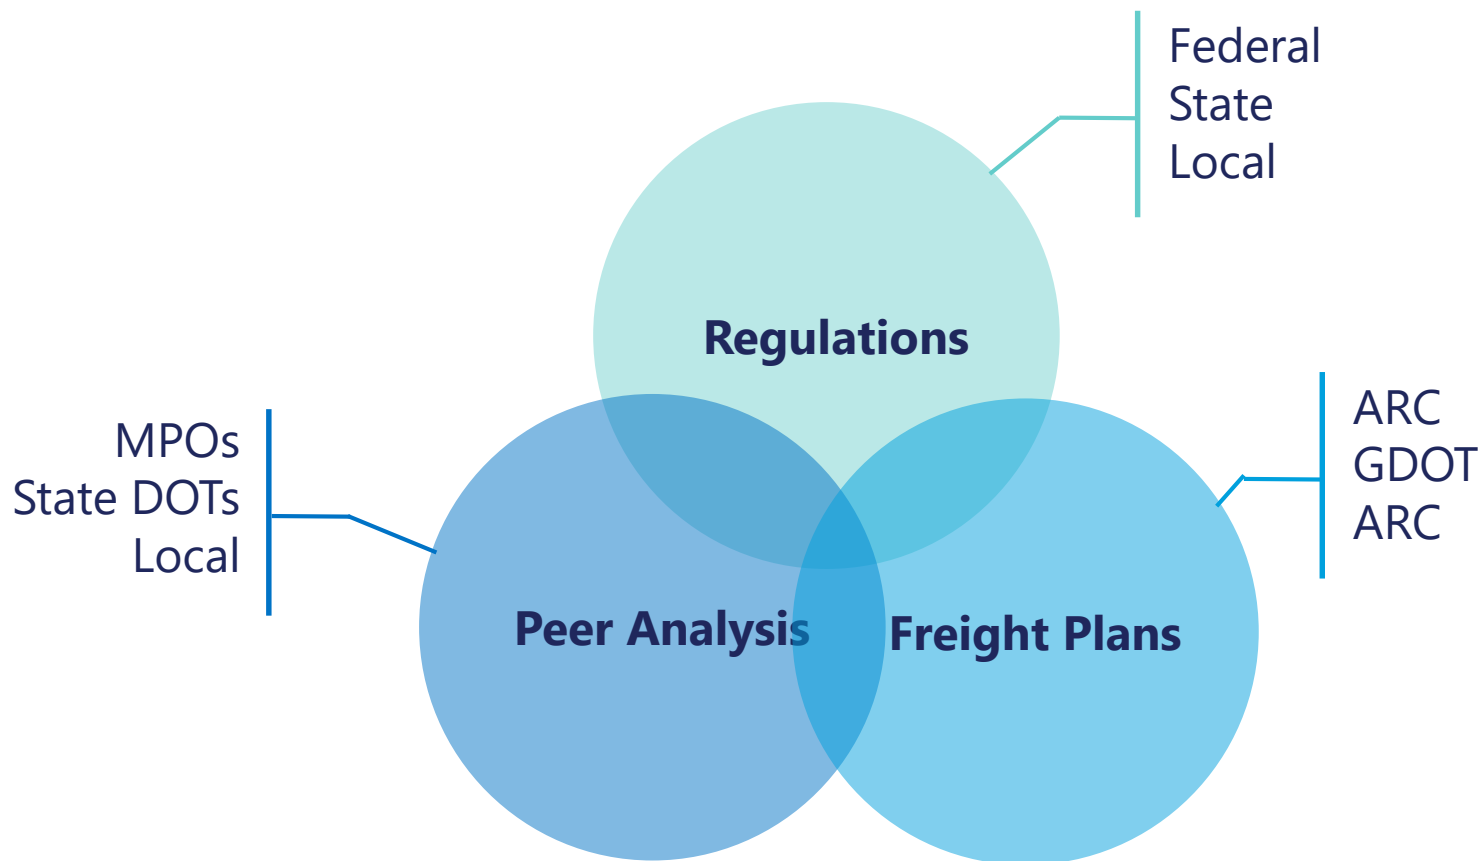 Federal
State
Local
Regulations
MPOs
State DOTs
Local
ARC
GDOT
ARC
Peer Analysis
Freight Plans